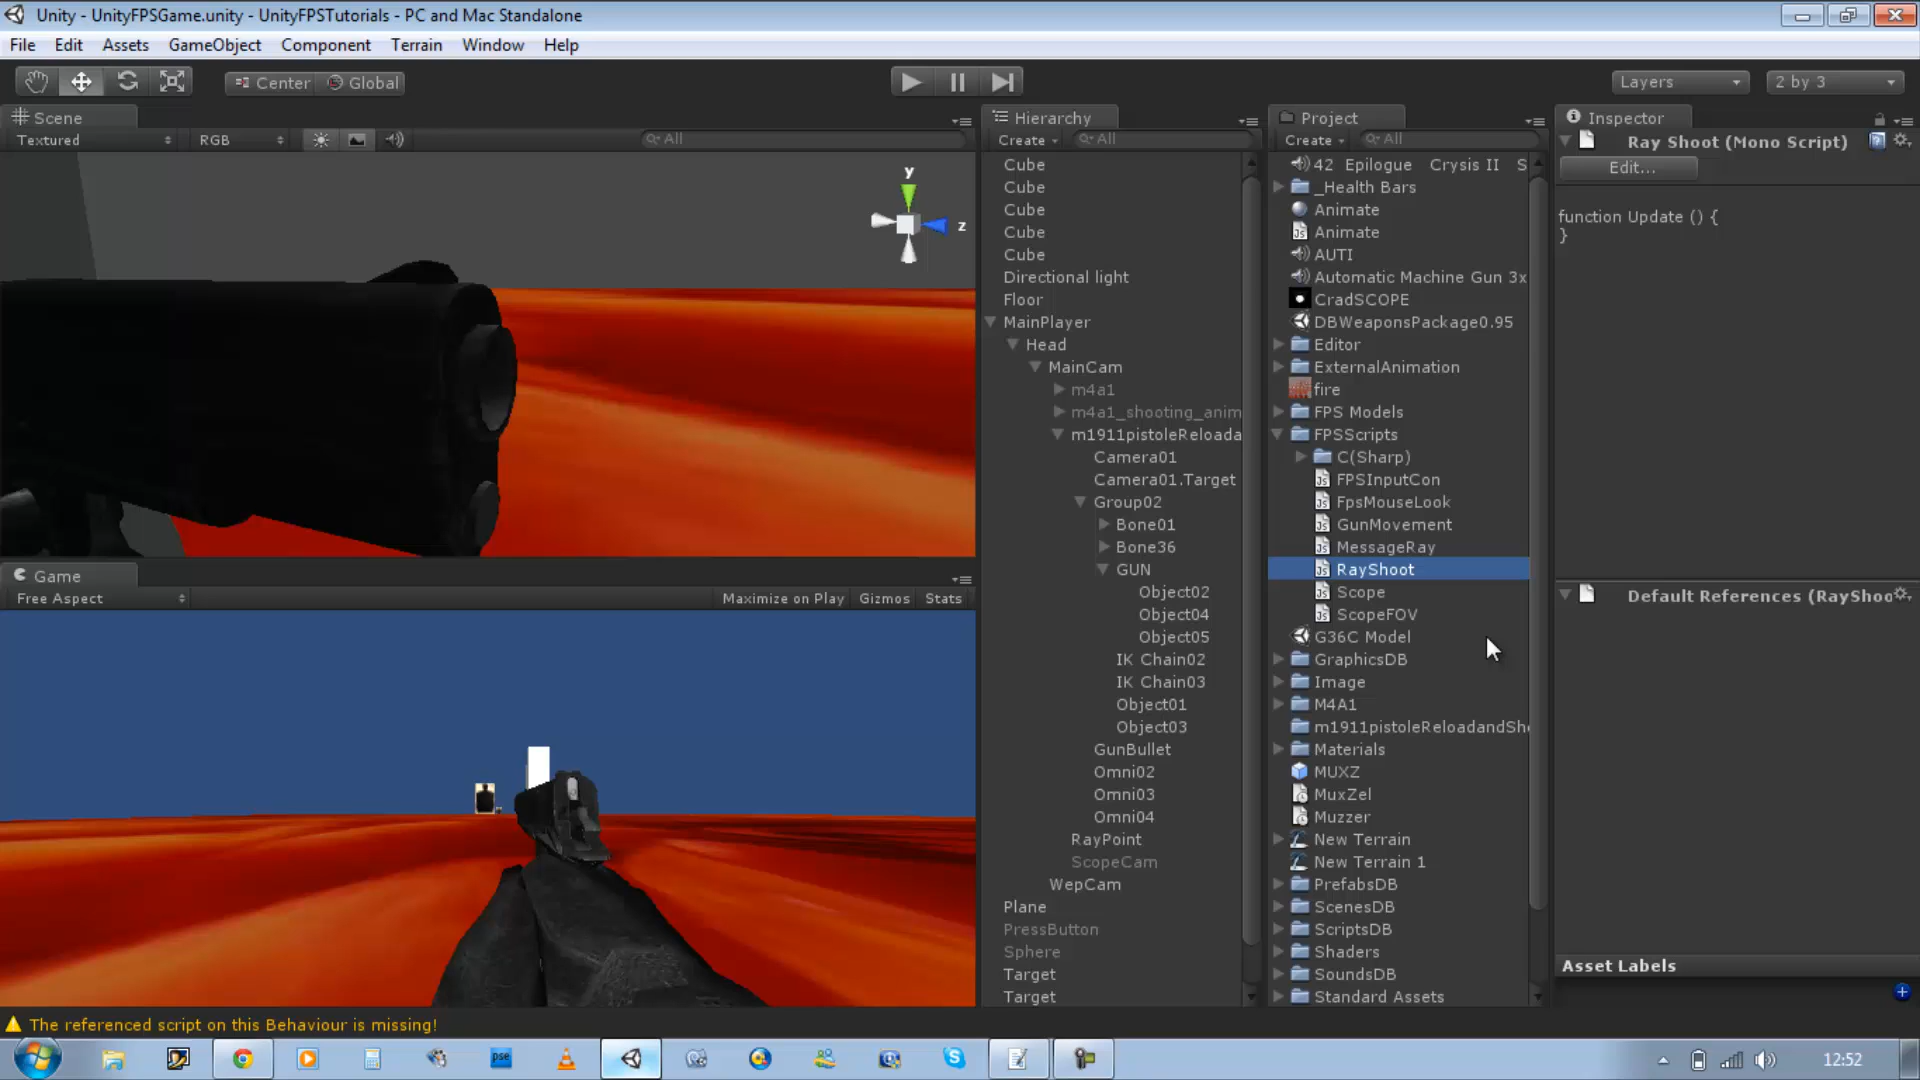 Unity - UnityFPSGame.unity - UnityFPSTutorials - PC and Mac Standalone
File Edit Assets GameObject Component Terrain Window Help
Center Global Layers 2 by 3
Scene
Textured RGB All
y
z
Game
Free Aspect Maximize on Play Gizmos Stats
Hierarchy
Create All
Cube
Cube
Cube
Cube
Cube
Directional light
Floor
MainPlayer
Head
MainCam
m4a1
m4a1_shooting_anim
m1911pistoleReloada
Camera01
Camera01.Target
Group02
Bone01
Bone36
GUN
Object02
Object04
Object05
IK Chain02
IK Chain03
Object01
Object03
GunBullet
Omni02
Omni03
Omni04
RayPoint
ScopeCam
WepCam
Plane
PressButton
Sphere
Target
Target
Project
Create All
42 Epilogue Crysis II S
_Health Bars
Animate
Animate
AUTI
Automatic Machine Gun 3x
CradSCOPE
DBWeaponsPackage0.95
Editor
ExternalAnimation
fire
FPS Models
FPSScripts
C(Sharp)
FPSInputCon
FpsMouseLook
GunMovement
MessageRay
RayShoot
Scope
ScopeFOV
G36C Model
GraphicsDB
Image
M4A1
m1911pistoleReloadandSh
Materials
MUXZ
MuxZel
Muzzer
New Terrain
New Terrain 1
PrefabsDB
ScenesDB
ScriptsDB
Shaders
SoundsDB
Standard Assets
Inspector
Ray Shoot (Mono Script)
Edit...
function Update () {
}
Default References (RayShoo
Asset Labels
The referenced script on this Behaviour is missing!
pse
12:52